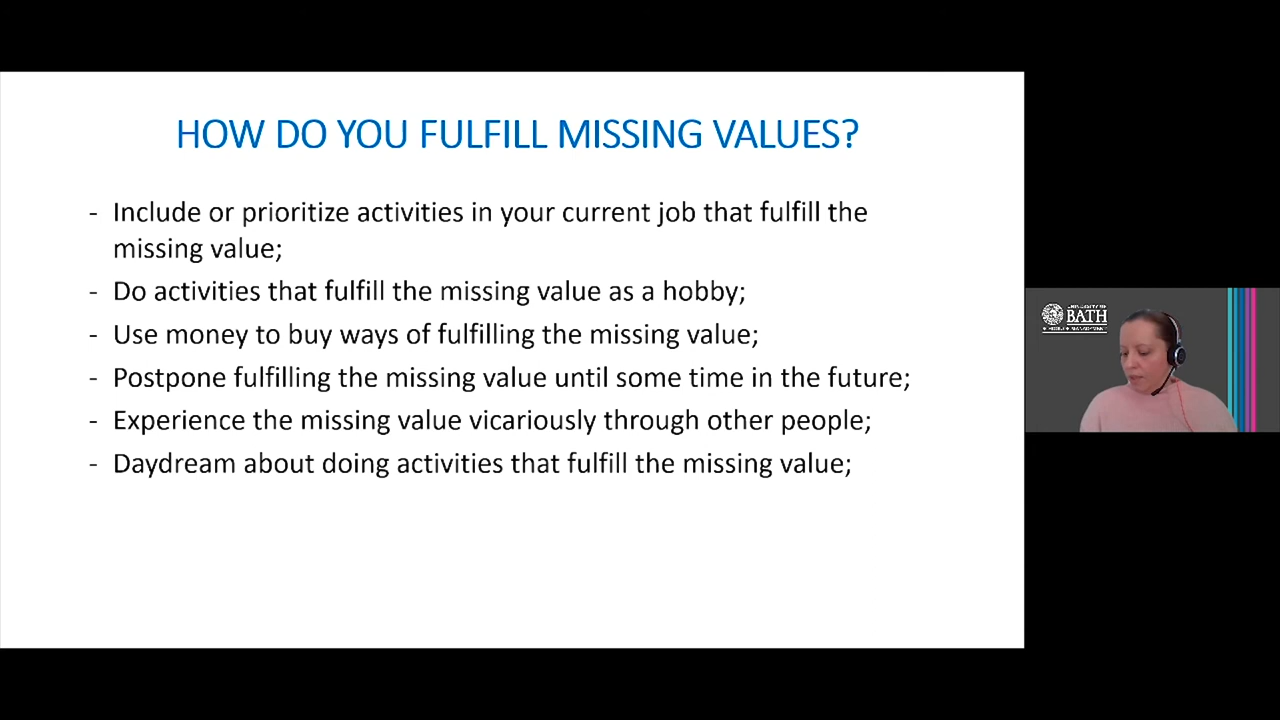 HOW DO YOU FULFILL MISSING VALUES?
- Include or prioritize activities in your current job that fulfill the
missing value;
- Do activities that fulfill the missing value as a hobby;
- Use money to buy ways of fulfilling the missing value;
- Postpone fulfilling the missing value until some time in the future;
- Experience the missing value vicariously through other people;
- Daydream about doing activities that fulfill the missing value;
UNIVERSITY OF
BATH